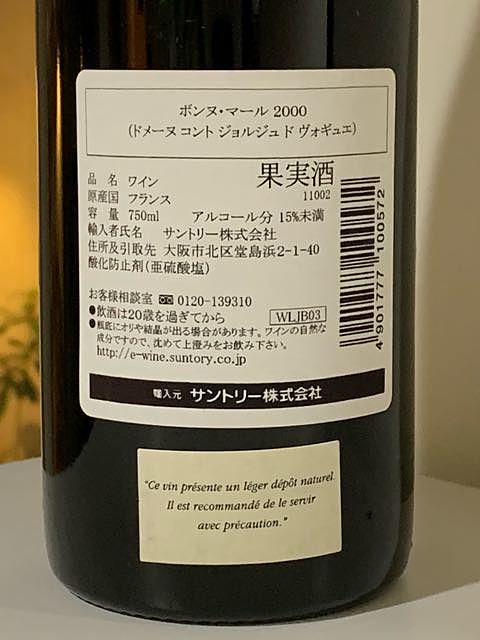 ボンヌ・マール 2000
(ドメーヌ コント ジョルジュ ド ヴォギュエ)
品 名 ワイン 果実酒
原産国 フランス 11002
容 量 750ml アルコール分 15%未満
輸入者氏名 サントリー株式会社
住所及引取先 大阪市北区堂島浜2-1-40
酸化防止剤(亜硫酸塩)
お客様相談室 0120-139310
●飲酒は20歳を過ぎてから WLJB03
●瓶底にオリや結晶が出る場合があります。ワインの自然な
成分ですので、沈めて上澄みをお飲み下さい。
http://e-wine.suntory.co.jp
4 901777 100572
輸入元 サントリー株式会社
"Ce vin présente un léger dépôt naturel.
Il est recommandé de le servir
avec précaution."